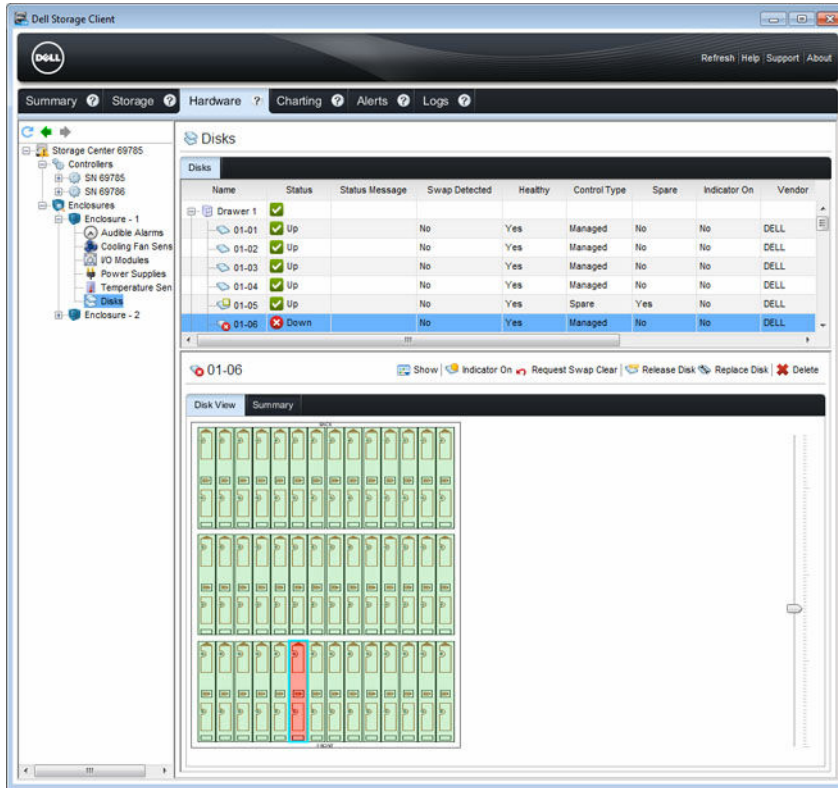 Dell Storage Client
DELL
Refresh | Help | Support | About
Summary ? Storage ? Hardware ? Charting ? Alerts ? Logs ?
Storage Center 69785
Controllers
SN 69785
SN 69786
Enclosures
Enclosure - 1
Audible Alarms
Cooling Fan Sens
I/O Modules
Power Supplies
Temperature Sen
Disks
Enclosure - 2
Disks
Disks
Name Status Status Message Swap Detected Healthy Control Type Spare Indicator On Vendor
Drawer 1
01-01 Up No Yes Managed No No DELL
01-02 Up No Yes Managed No No DELL
01-03 Up No Yes Managed No No DELL
01-04 Up No Yes Managed No No DELL
01-05 Up No Yes Spare Yes No DELL
01-06 Down No Yes Managed No No DELL
01-06
Show | Indicator On Request Swap Clear | Release Disk Replace Disk | Delete
Disk View Summary
BACK
FRONT